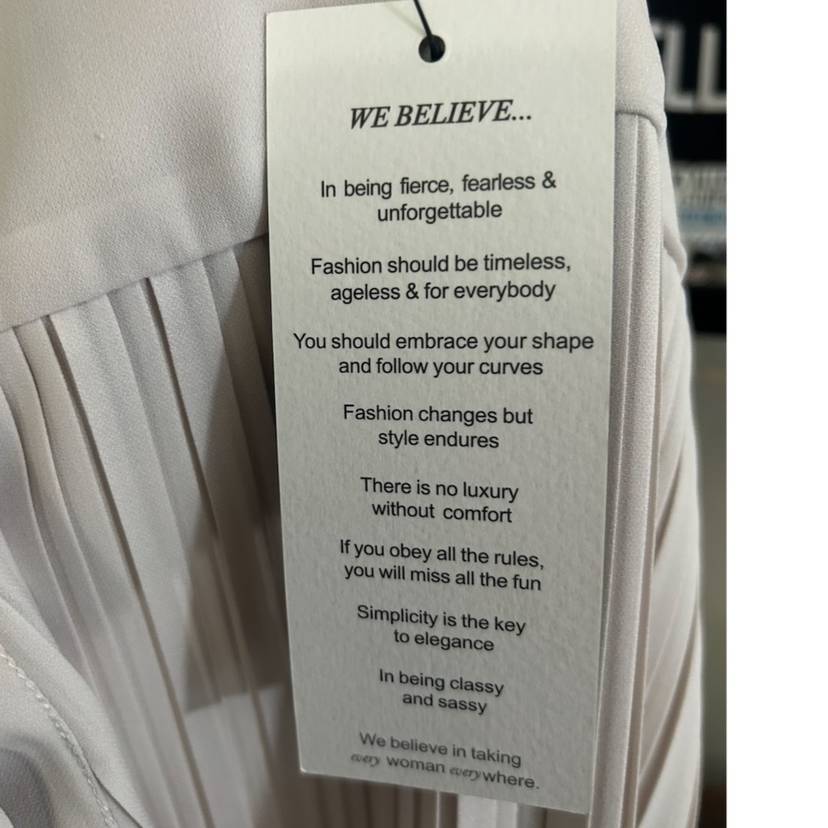 WE BELIEVE...
In being fierce, fearless &
unforgettable
Fashion should be timeless,
ageless & for everybody
You should embrace your shape
and follow your curves
Fashion changes but
style endures
There is no luxury
without comfort
If you obey all the rules,
you will miss all the fun
Simplicity is the key
to elegance
In being classy
and sassy
We believe in taking
every woman everywhere.